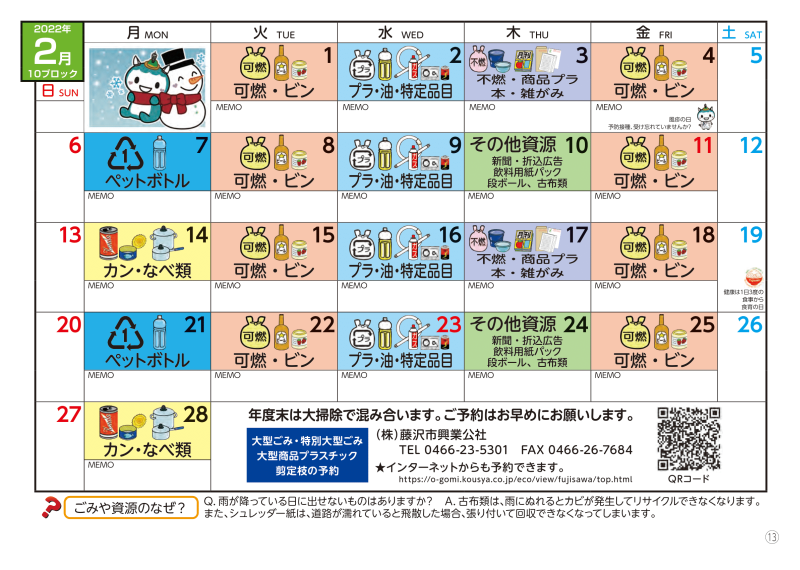 2022年
2月
10ブロック
日 SUN
月 MON
火 TUE
水 WED
木 THU
金 FRI
土 SAT
可燃
1
可燃・ビン
MEMO
プラ
2
プラ・油・特定品目
MEMO
不燃
月刊
3
不燃・商品プラ
本・雑がみ
MEMO
可燃
4
可燃・ビン
MEMO
風疹の日
予防接種、受け忘れていませんか?
5
6
1
7
ペットボトル
MEMO
可燃
8
可燃・ビン
MEMO
プラ
9
プラ・油・特定品目
MEMO
その他資源 10
新聞・折込広告
飲料用紙パック
段ボール、古布類
MEMO
可燃
11
可燃・ビン
MEMO
12
13
14
カン・なべ類
MEMO
可燃
15
可燃・ビン
MEMO
プラ
16
プラ・油・特定品目
MEMO
不燃
月刊
17
不燃・商品プラ
本・雑がみ
MEMO
可燃
18
可燃・ビン
MEMO
19
健康は1日3度の
食事から
食育の日
20
1
21
ペットボトル
MEMO
可燃
22
可燃・ビン
MEMO
プラ
23
プラ・油・特定品目
MEMO
その他資源 24
新聞・折込広告
飲料用紙パック
段ボール、古布類
MEMO
可燃
25
可燃・ビン
MEMO
26
27
28
カン・なべ類
MEMO
年度末は大掃除で混み合います。ご予約はお早めにお願いします。
大型ごみ・特別大型ごみ
大型商品プラスチック
剪定枝の予約
(株)藤沢市興業公社
TEL 0466-23-5301 FAX 0466-26-7684
★インターネットからも予約できます。
https://o-gomi.kousya.co.jp/eco/view/fujisawa/top.html
QRコード
ごみや資源のなぜ?
Q. 雨が降っている日に出せないものはありますか? A. 古布類は、雨にぬれるとカビが発生してリサイクルできなくなります。
また、シュレッダー紙は、道路が濡れていると飛散した場合、張り付いて回収できなくなってしまいます。
⑬